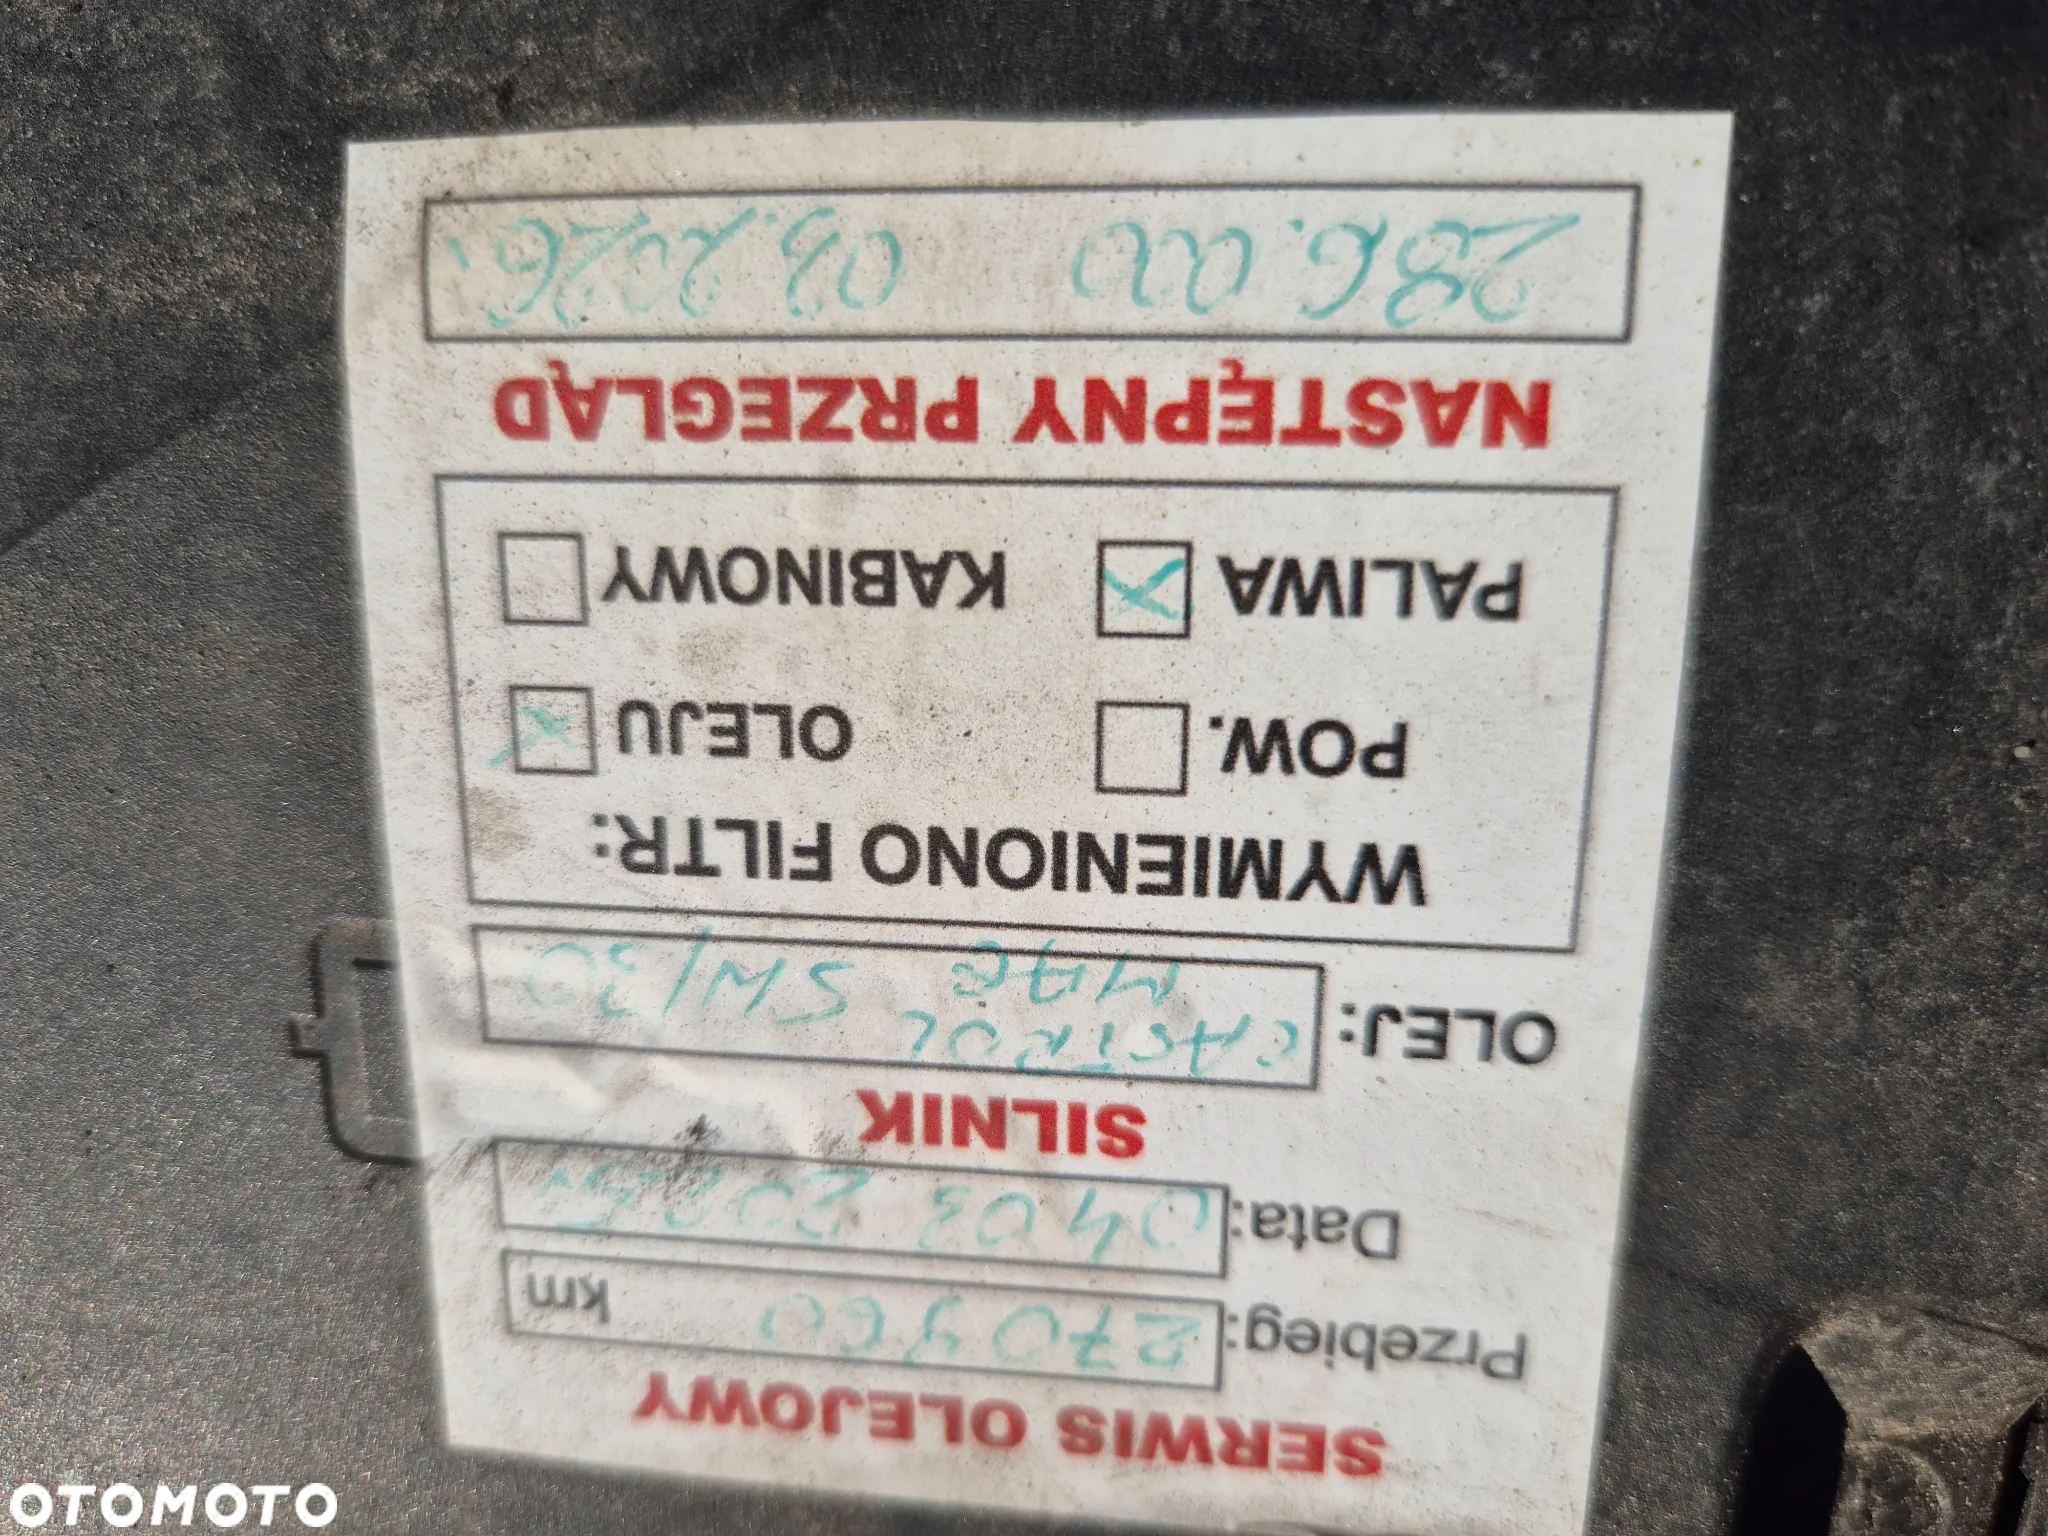 SERWIS OLEJOWY
Przebieg: 270960 km
Data: 04 03 2025
SILNIK
OLEJ: CASTROL 5W/30
WYMIENIONO FILTR:
POW. OLEJU X
PALIWA X KABINOWY
NASTĘPNY PRZEGLĄD
286.000 03.2026
OTOMOTO